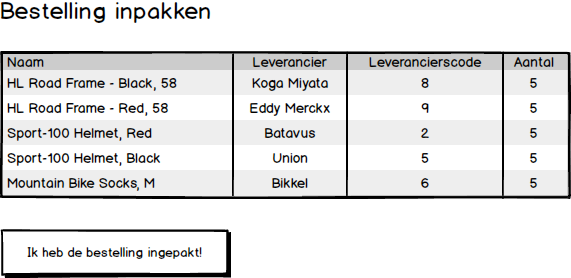 Bestelling inpakken
Naam Leverancier Leverancierscode Aantal
HL Road Frame - Black, 58 Koga Miyata 8 5
HL Road Frame - Red, 58 Eddy Merckx 9 5
Sport-100 Helmet, Red Batavus 2 5
Sport-100 Helmet, Black Union 5 5
Mountain Bike Socks, M Bikkel 6 5
Ik heb de bestelling ingepakt!